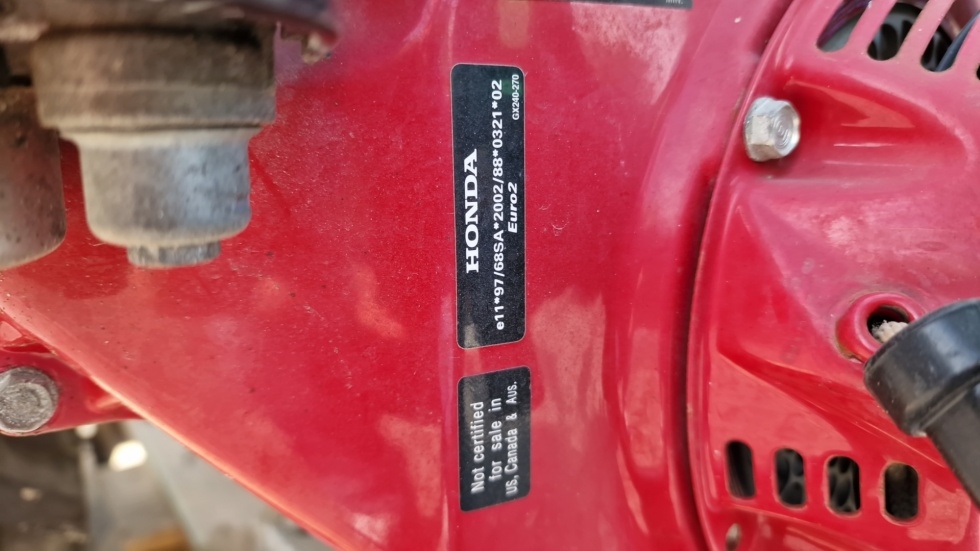 HONDA
e11*97/68SA*2002/88*0321*02
Euro2
GX240-270
Not certified
for sale in
US, Canada & Aus.